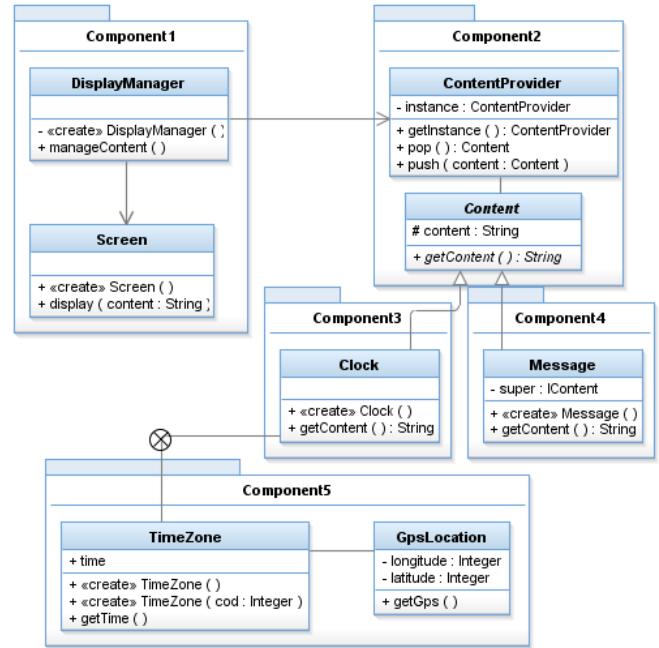 Component1
DisplayManager
- «create» DisplayManager ( )
+ manageContent ( )
Screen
+ «create» Screen ( )
+ display ( content : String )
Component2
ContentProvider
- instance : ContentProvider
+ getInstance ( ) : ContentProvider
+ pop ( ) : Content
+ push ( content : Content )
Content
# content : String
+ getContent ( ) : String
Component3
Clock
+ «create» Clock ( )
+ getContent ( ) : String
Component4
Message
- super : IContent
+ «create» Message ( )
+ getContent ( ) : String
Component5
TimeZone
+ time
+ «create» TimeZone ( )
+ «create» TimeZone ( cod : Integer )
+ getTime ( )
GpsLocation
- longitude : Integer
- latitude : Integer
+ getGps ( )